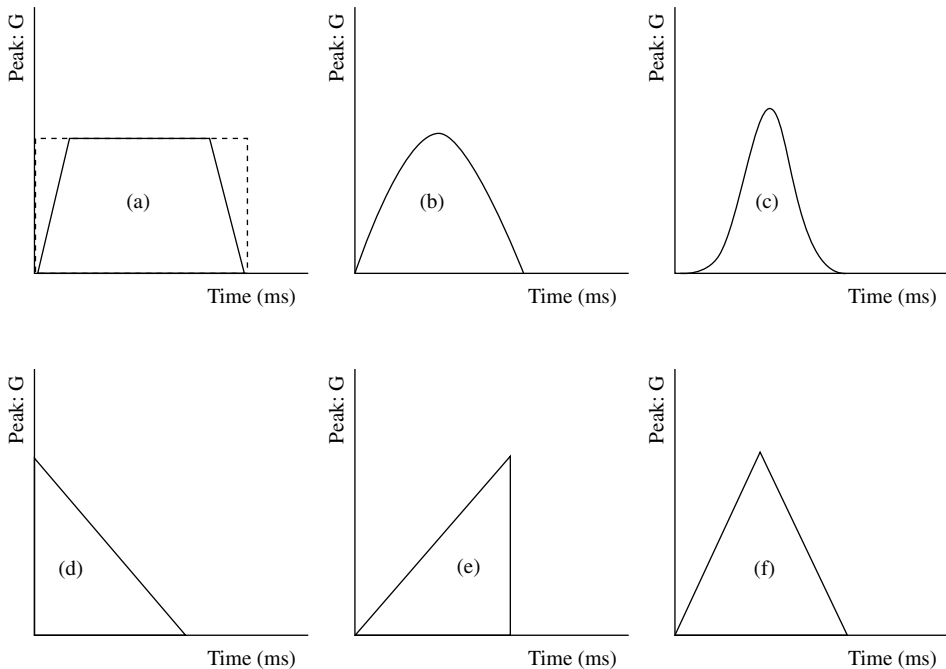 Peak: G
(a)
Time (ms)
Peak: G
(b)
Time (ms)
Peak: G
(c)
Time (ms)
Peak: G
(d)
Time (ms)
Peak: G
(e)
Time (ms)
Peak: G
(f)
Time (ms)